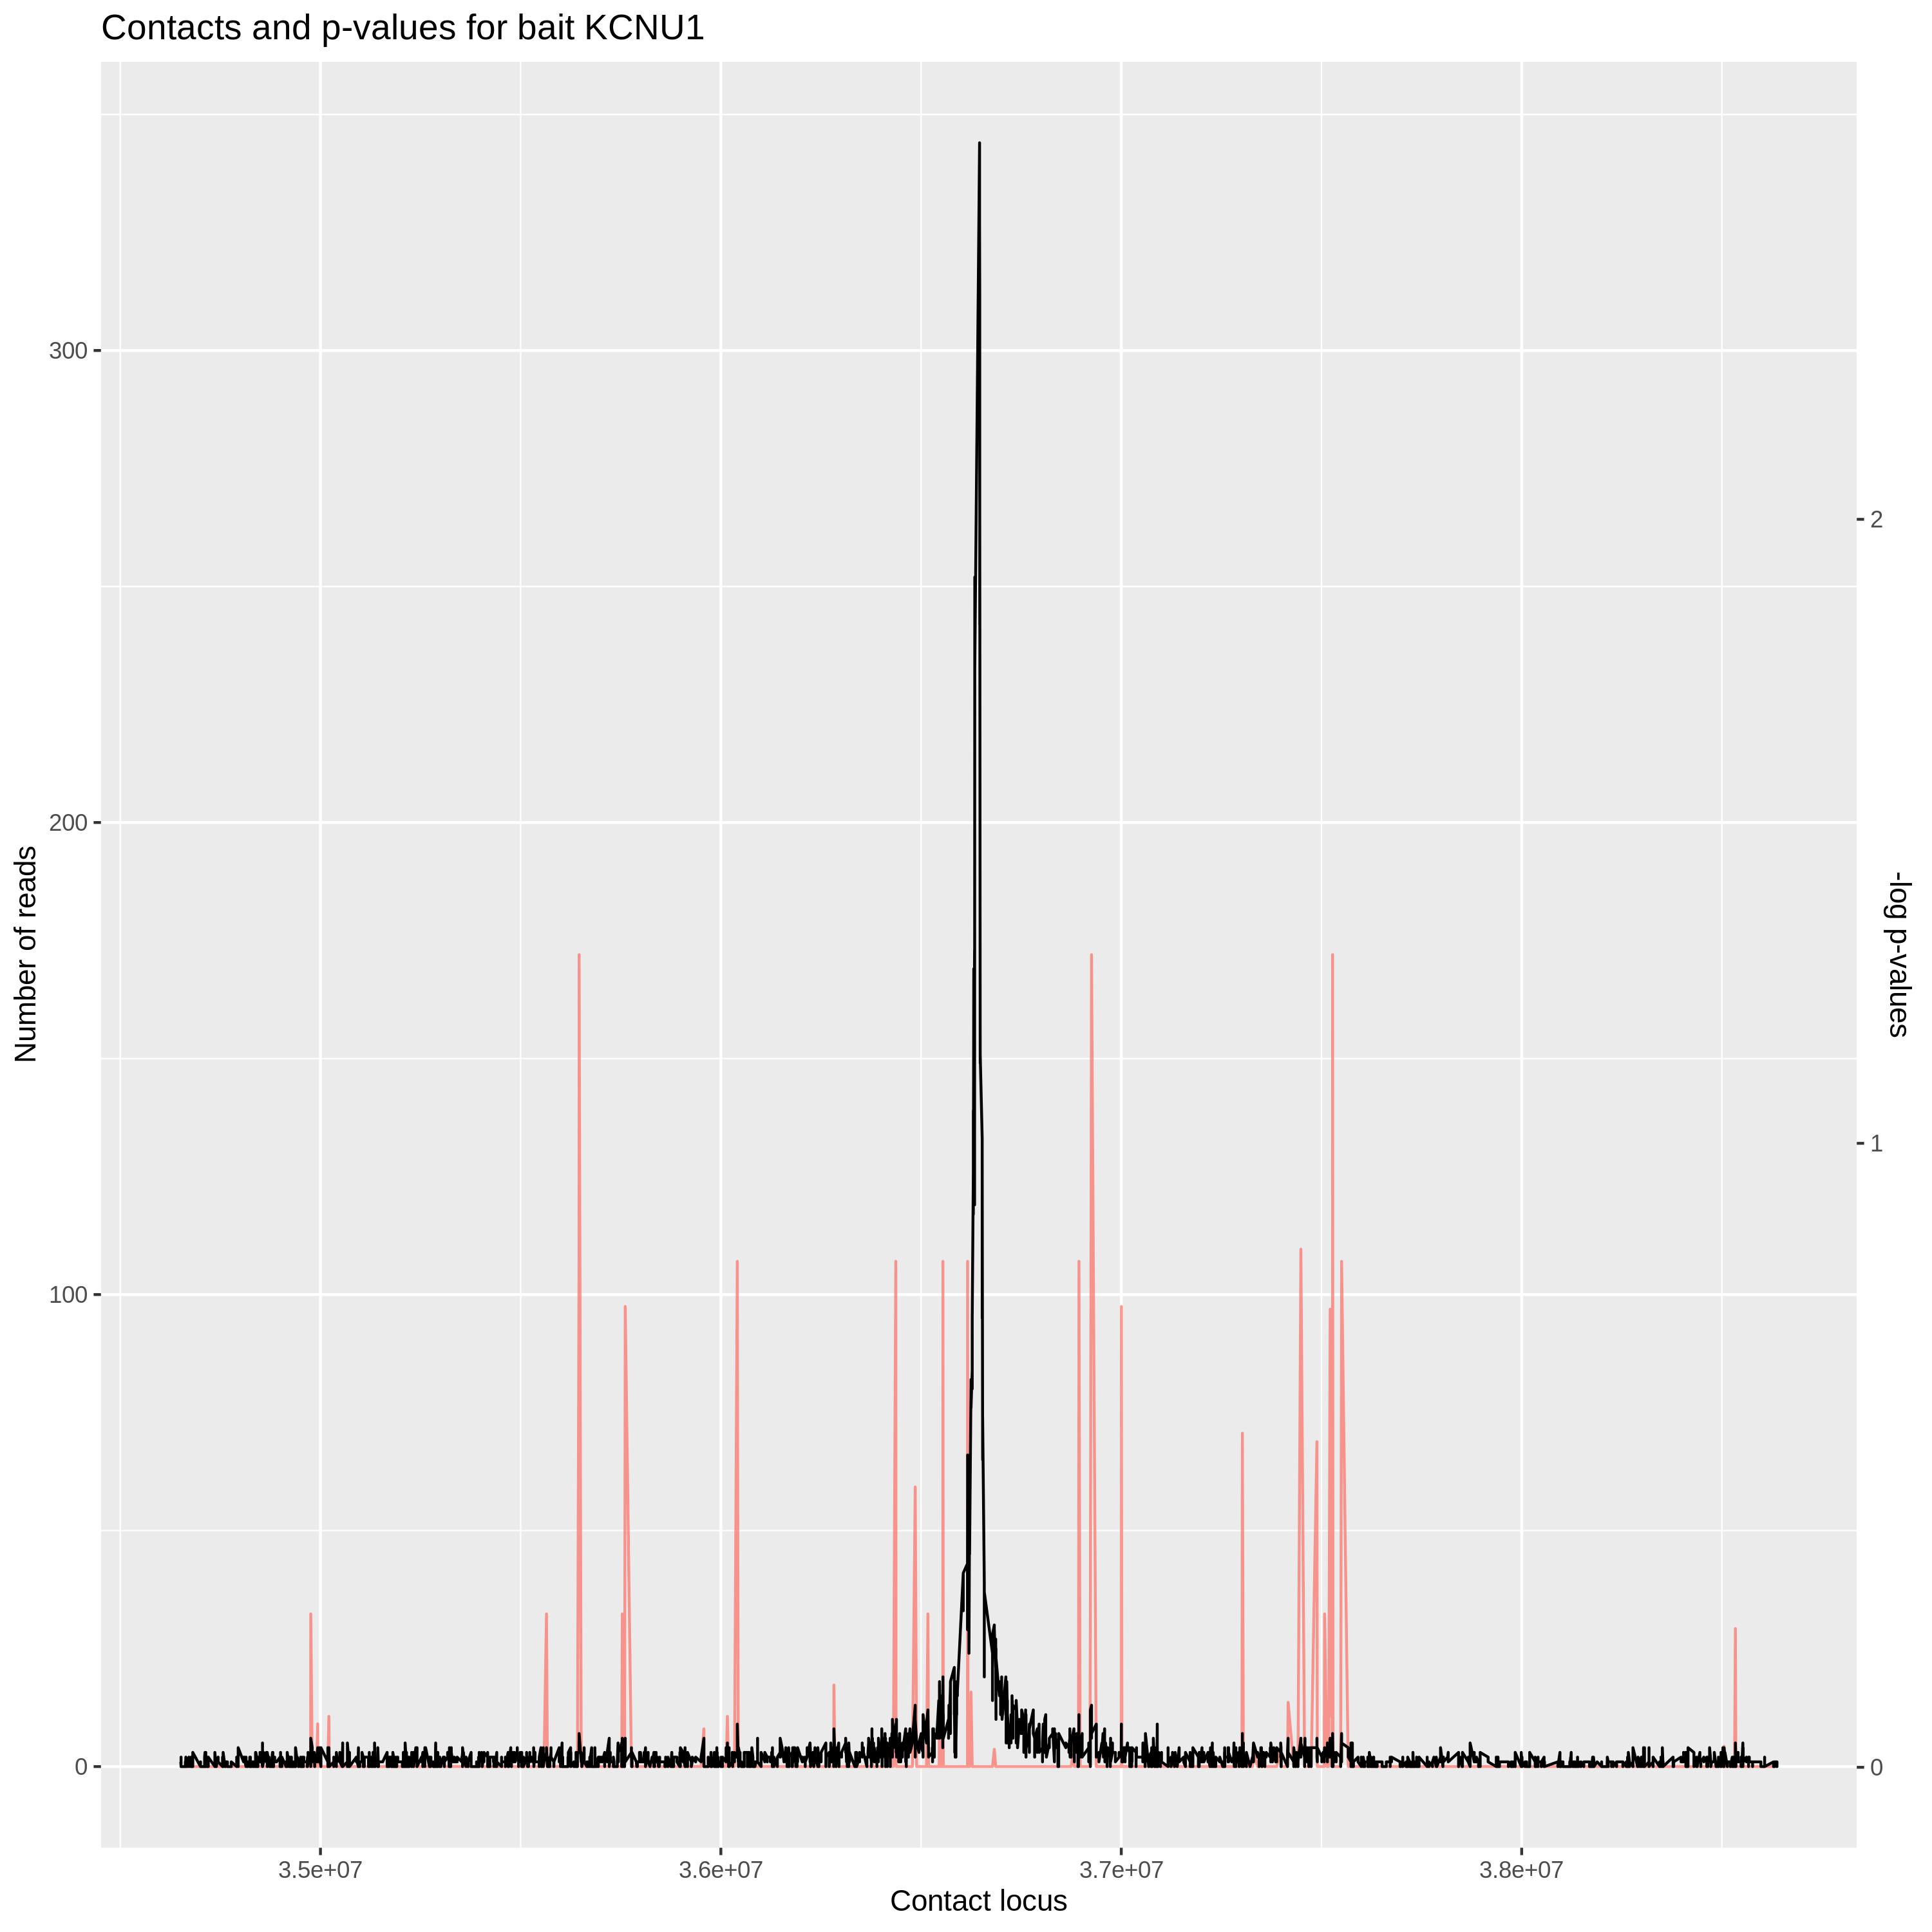 Contacts and p-values for bait KCNU1
Number of reads
300
200
100
0
2
1
0
-log p-values
3.5e+07
3.6e+07
3.7e+07
3.8e+07
Contact locus